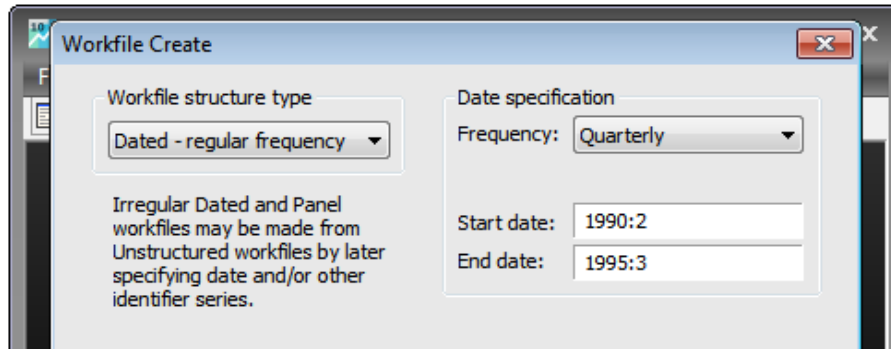 10
Workfile Create
F
Workfile structure type
Dated - regular frequency
Irregular Dated and Panel
workfiles may be made from
Unstructured workfiles by later
specifying date and/or other
identifier series.
Date specification
Frequency: Quarterly
Start date: 1990:2
End date: 1995:3